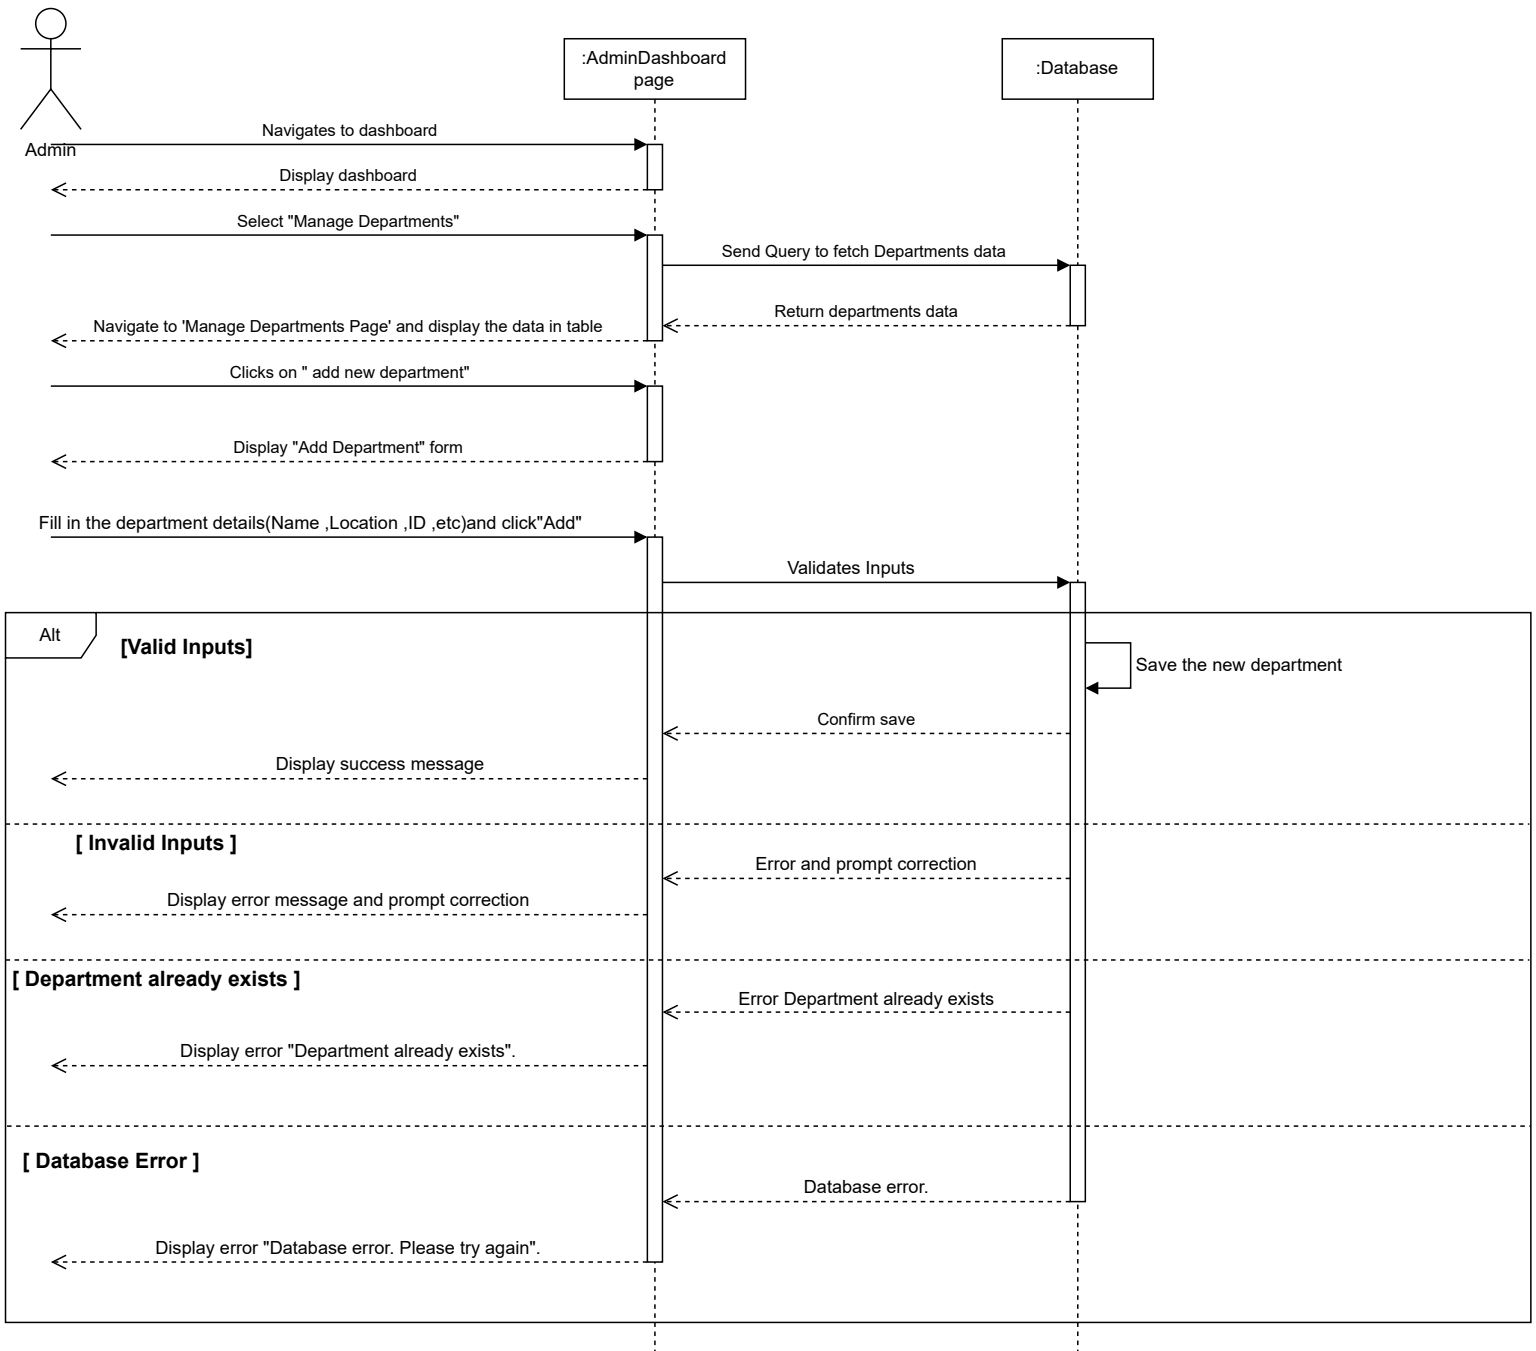 :AdminDashboard
page
:Database
Admin
Navigates to dashboard
Display dashboard
Select "Manage Departments"
Send Query to fetch Departments data
Return departments data
Navigate to 'Manage Departments Page' and display the data in table
Clicks on " add new department"
Display "Add Department" form
Fill in the department details(Name ,Location ,ID ,etc)and click"Add"
Validates Inputs
Alt
[Valid Inputs]
Save the new department
Confirm save
Display success message
[ Invalid Inputs ]
Error and prompt correction
Display error message and prompt correction
[ Department already exists ]
Error Department already exists
Display error "Department already exists".
[ Database Error ]
Database error.
Display error "Database error. Please try again".